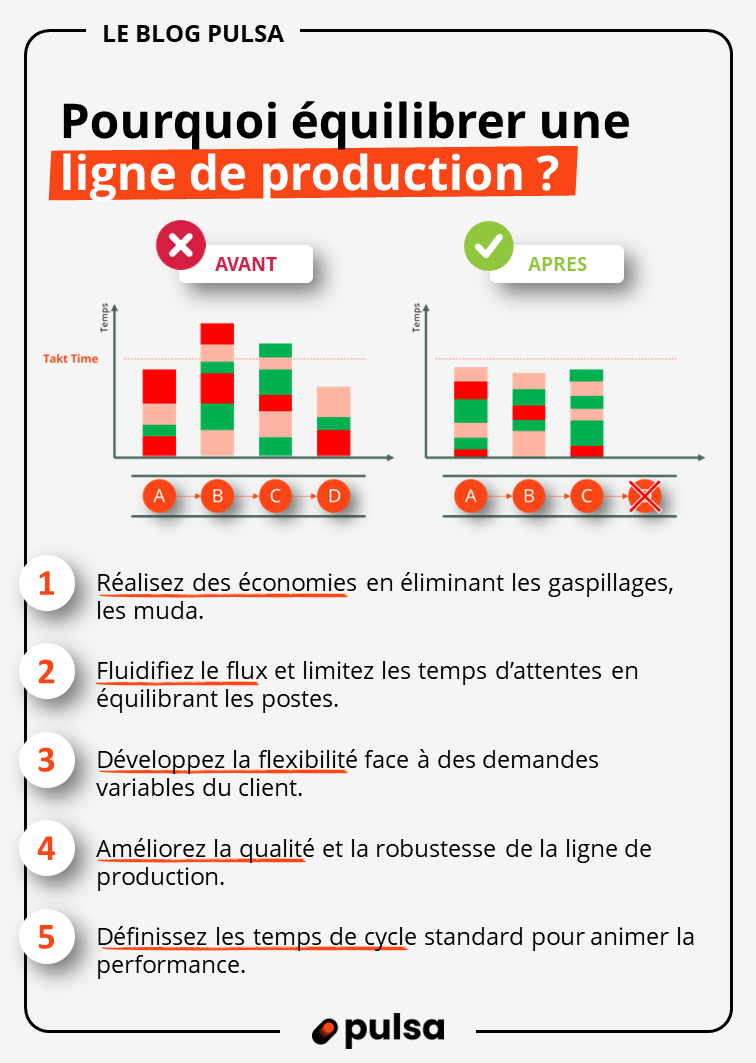 LE BLOG PULSA
Pourquoi équilibrer une
ligne de production ?
AVANT
APRES
Temps
Takt Time
A
B
C
D
Temps
A
B
C
1
Réalisez des économies en éliminant les gaspillages,
les muda.
2
Fluidifiez le flux et limitez les temps d’attentes en
équilibrant les postes.
3
Développez la flexibilité face à des demandes
variables du client.
4
Améliorez la qualité et la robustesse de la ligne de
production.
5
Définissez les temps de cycle standard pour animer la
performance.
pulsa